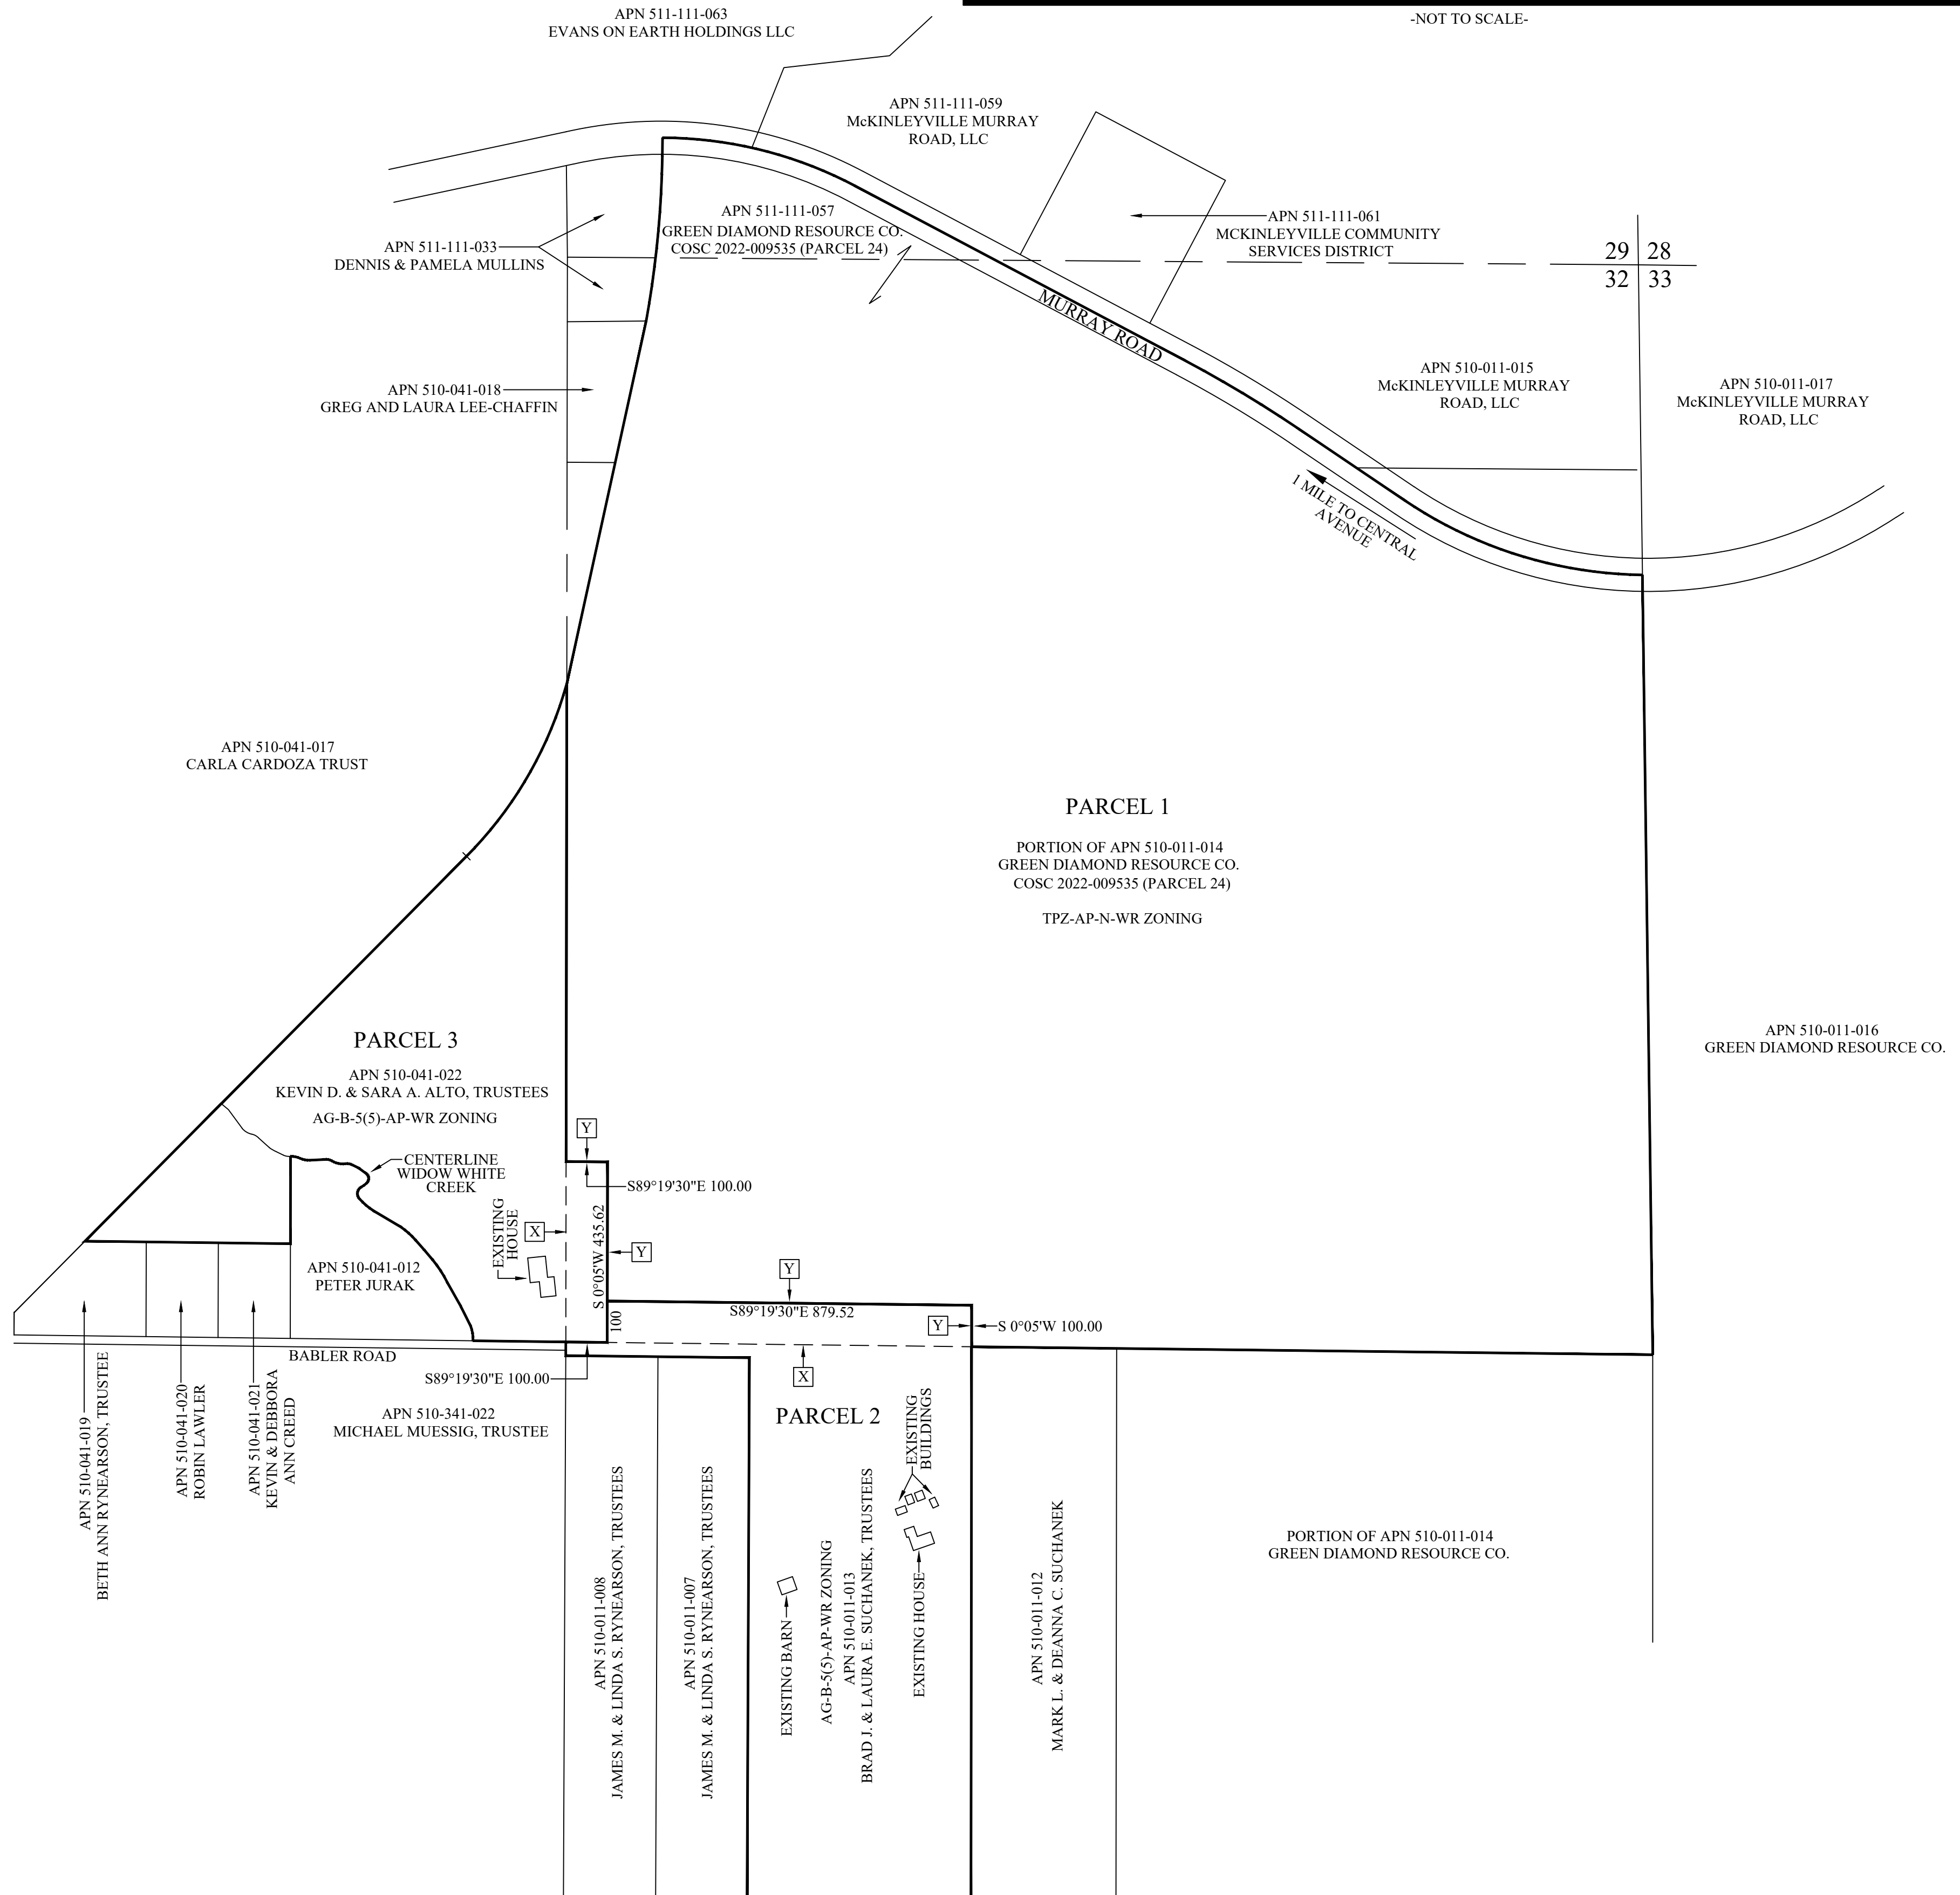 APN 511-111-063
EVANS ON EARTH HOLDINGS LLC
-NOT TO SCALE-
APN 511-111-059
McKINLEYVILLE MURRAY
ROAD, LLC
APN 511-111-057
GREEN DIAMOND RESOURCE CO.
COSC 2022-009535 (PARCEL 24)
APN 511-111-061
MCKINLEYVILLE COMMUNITY
SERVICES DISTRICT
29 28
32 33
APN 511-111-033
DENNIS & PAMELA MULLINS
MURRAY ROAD
APN 510-041-018
GREG AND LAURA LEE-CHAFFIN
APN 510-011-015
McKINLEYVILLE MURRAY
ROAD, LLC
APN 510-011-017
McKINLEYVILLE MURRAY
ROAD, LLC
1 MILE TO CENTRAL
AVENUE
APN 510-041-017
CARLA CARDOZA TRUST
PARCEL 1
PORTION OF APN 510-011-014
GREEN DIAMOND RESOURCE CO.
COSC 2022-009535 (PARCEL 24)
TPZ-AP-N-WR ZONING
APN 510-011-016
GREEN DIAMOND RESOURCE CO.
PARCEL 3
APN 510-041-022
KEVIN D. & SARA A. ALTO, TRUSTEES
AG-B-5(5)-AP-WR ZONING
Y
CENTERLINE
WIDOW WHITE
CREEK
S89°19'30"E 100.00
EXISTING
HOUSE
X
S 0°05'W 435.62
Y
APN 510-041-012
PETER JURAK
Y
S89°19'30"E 879.52
100
Y
S 0°05'W 100.00
BABLER ROAD
S89°19'30"E 100.00
X
APN 510-041-019
BETH ANN RYNEARSON, TRUSTEE
APN 510-041-020
ROBIN LAWLER
APN 510-041-021
KEVIN & DEBBORA
ANN CREED
APN 510-341-022
MICHAEL MUESSIG, TRUSTEE
PARCEL 2
EXISTING
BUILDINGS
APN 510-011-008
JAMES M. & LINDA S. RYNEARSON, TRUSTEES
APN 510-011-007
JAMES M. & LINDA S. RYNEARSON, TRUSTEES
EXISTING BARN
AG-B-5(5)-AP-WR ZONING
APN 510-011-013
BRAD J. & LAURA E. SUCHANEK, TRUSTEES
EXISTING HOUSE
APN 510-011-012
MARK L. & DEANNA C. SUCHANEK
PORTION OF APN 510-011-014
GREEN DIAMOND RESOURCE CO.